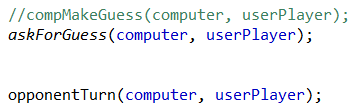 //compMakeGuess(computer, userPlayer);
askForGuess(computer, userPlayer);
opponentTurn(computer, userPlayer);